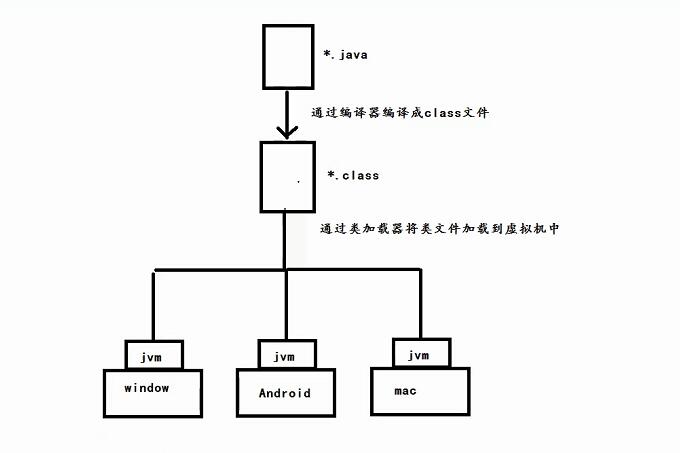 *.java
通过编译器编译成class文件
*.class
通过类加载器将类文件加载到虚拟机中
jvm
jvm
jvm
window
Android
mac